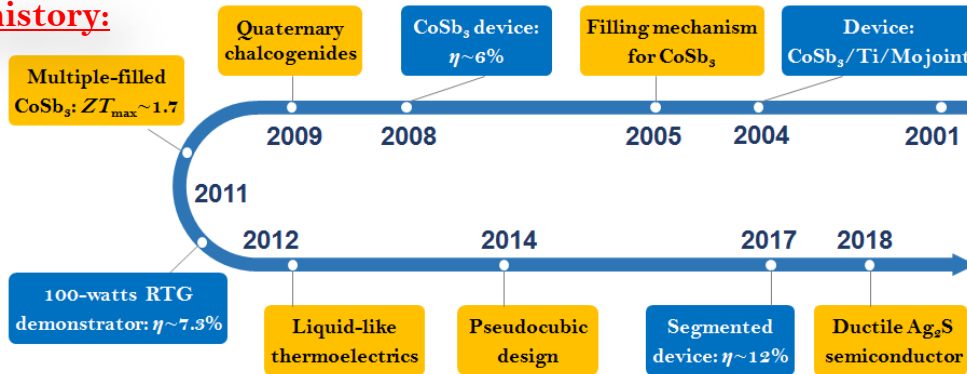 history:
Quaternary
chalcogenides
CoSb₃ device:
η~6%
Filling mechanism
for CoSb₃
Device:
CoSb₃/Ti/Mo joint
Multiple-filled
CoSb₃: ZTmax~1.7
2009
2008
2005
2004
2001
2011
2012
2014
2017
2018
100-watts RTG
demonstrator: η~7.3%
Liquid-like
thermoelectrics
Pseudocubic
design
Segmented
device: η~12%
Ductile Ag₂S
semiconductor